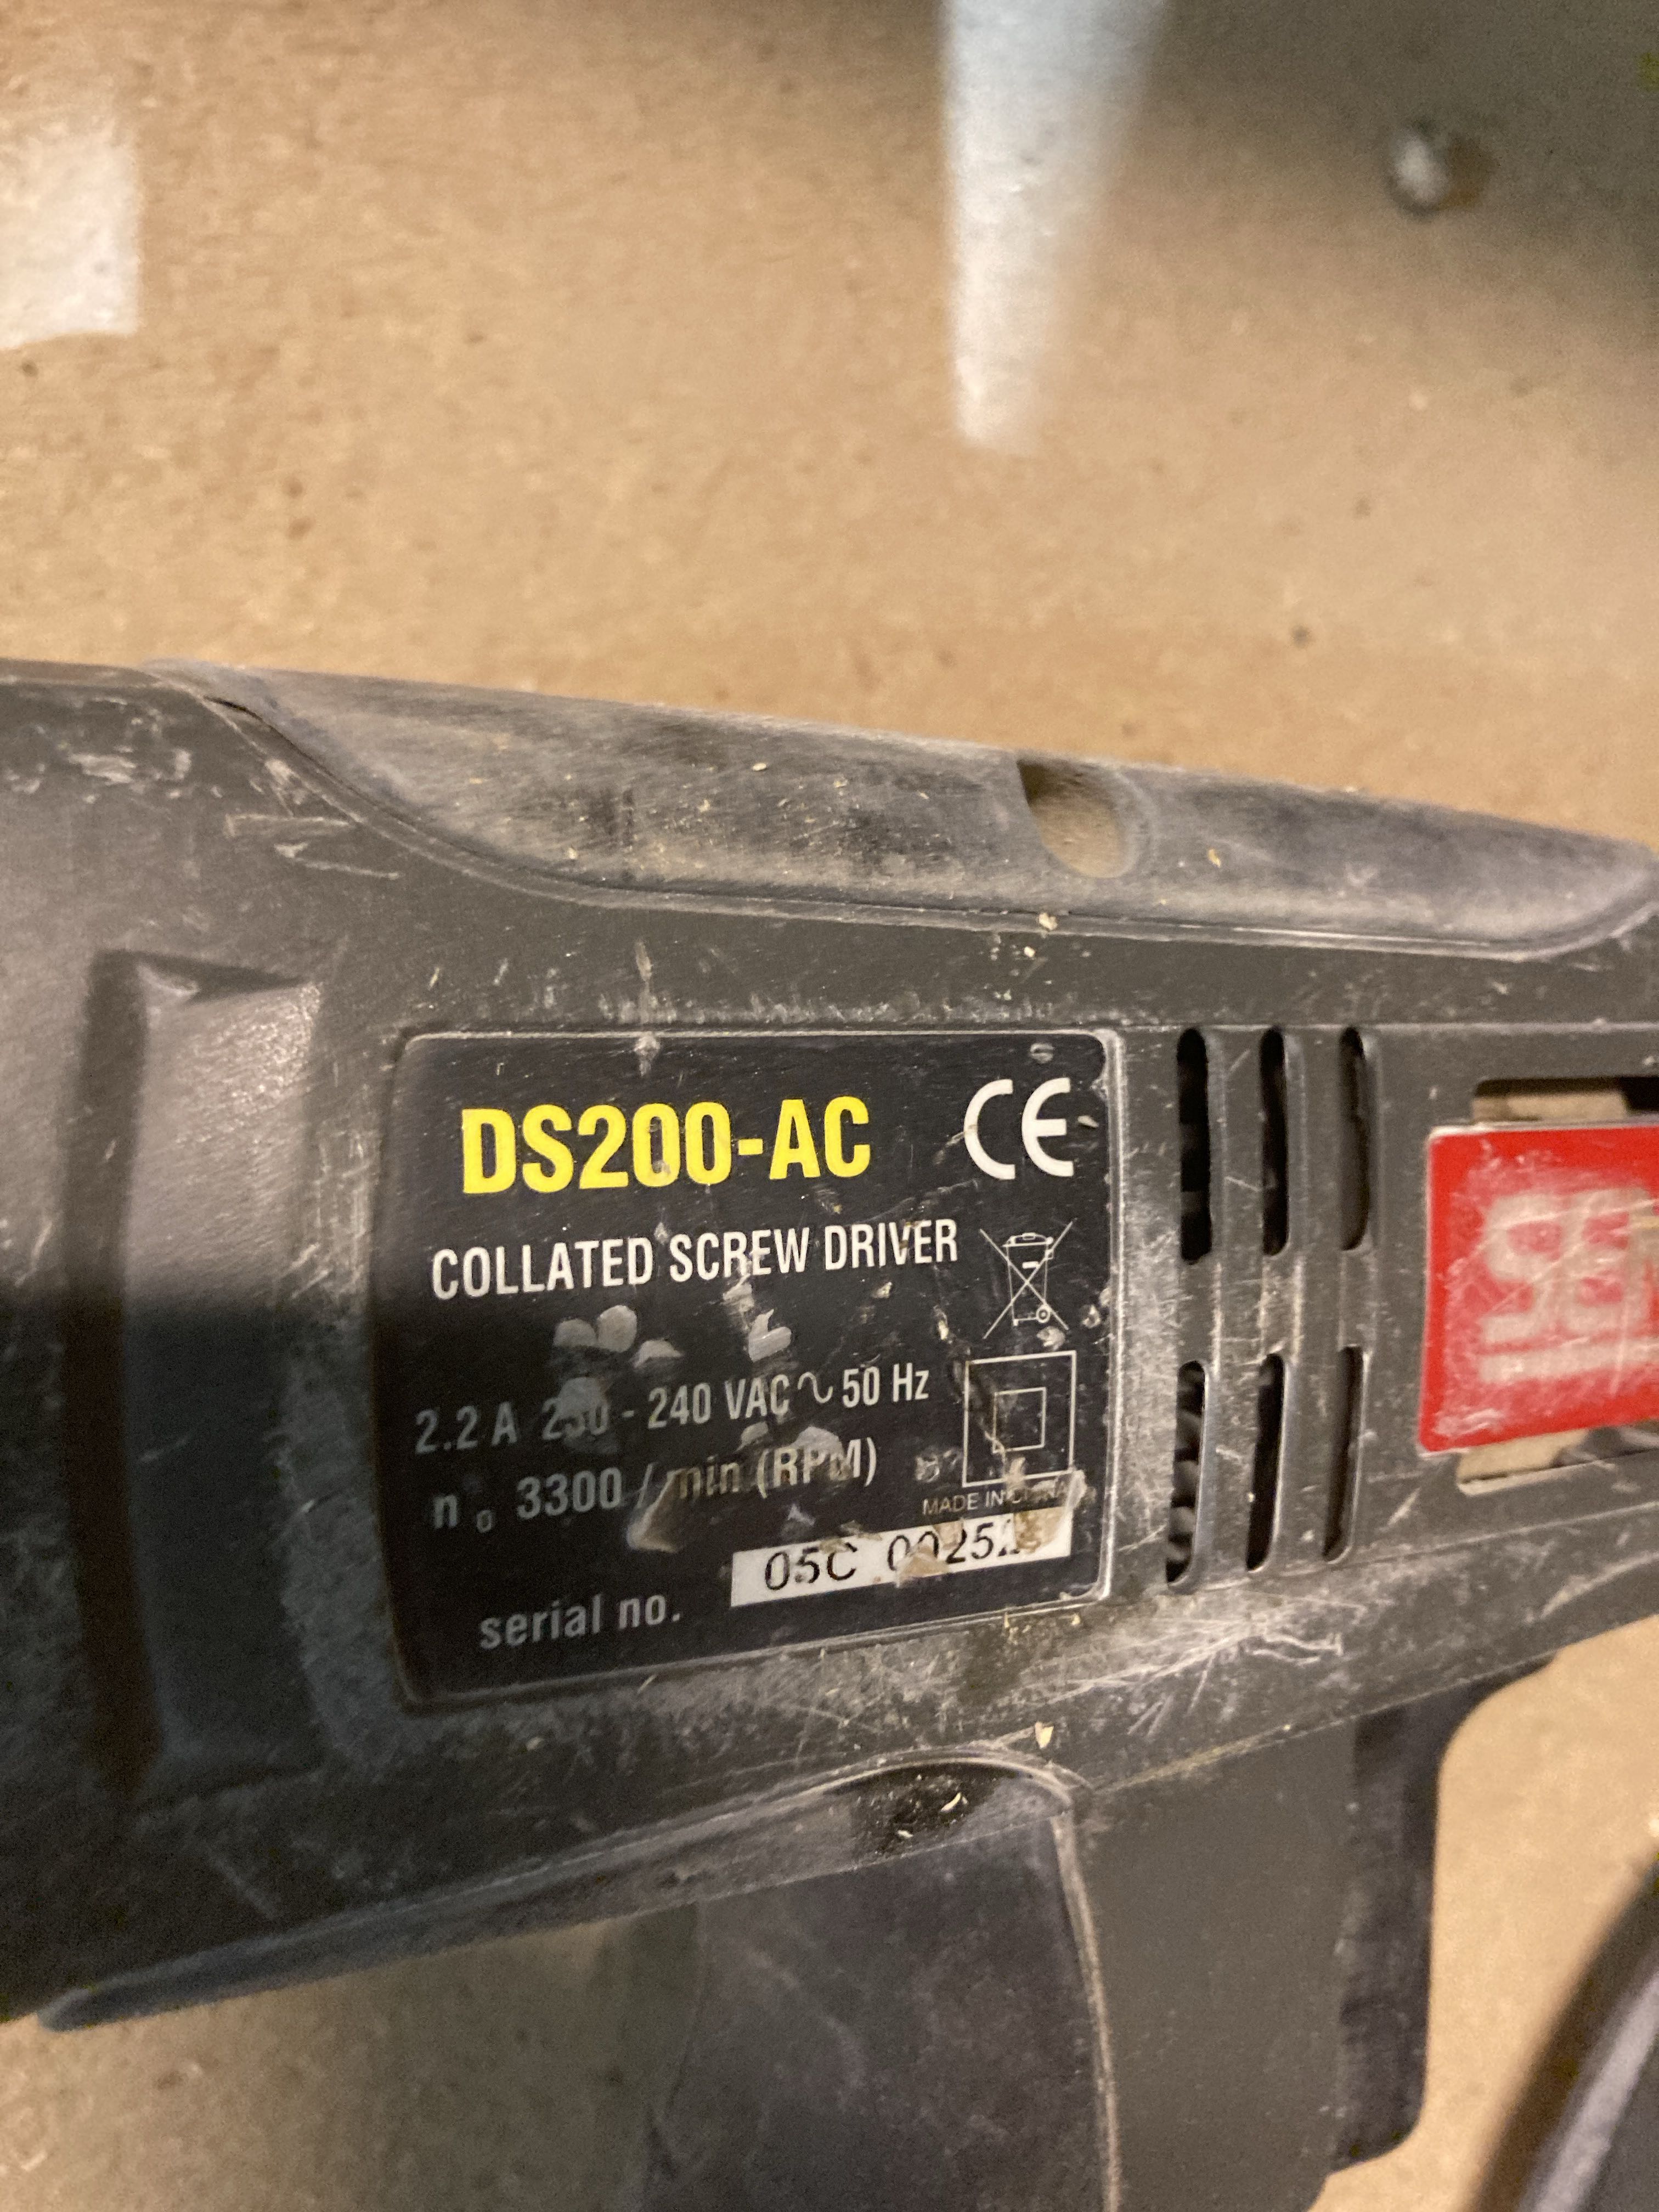 DS200-AC
CE
COLLATED SCREW DRIVER
2.2 A 230 - 240 VAC ~ 50 Hz
n₀ 3300 / min (RPM)
MADE IN CHINA
serial no. 05C